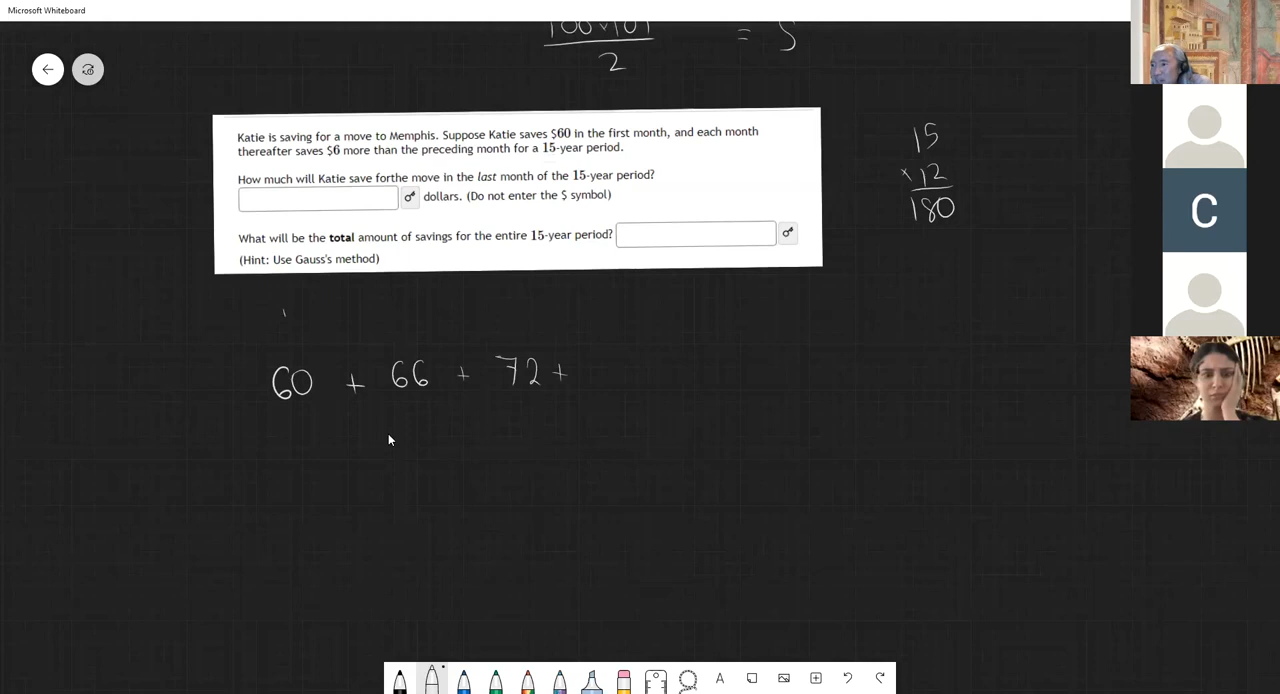 Microsoft Whiteboard
100 x 101
= S
2
Katie is saving for a move to Memphis. Suppose Katie saves $60 in the first month, and each month
thereafter saves $6 more than the preceding month for a 15-year period.
How much will Katie save forthe move in the last month of the 15-year period?
dollars. (Do not enter the $ symbol)
What will be the total amount of savings for the entire 15-year period?
(Hint: Use Gauss's method)
15
x 12
180
C
60 + 66 + 72 +
A